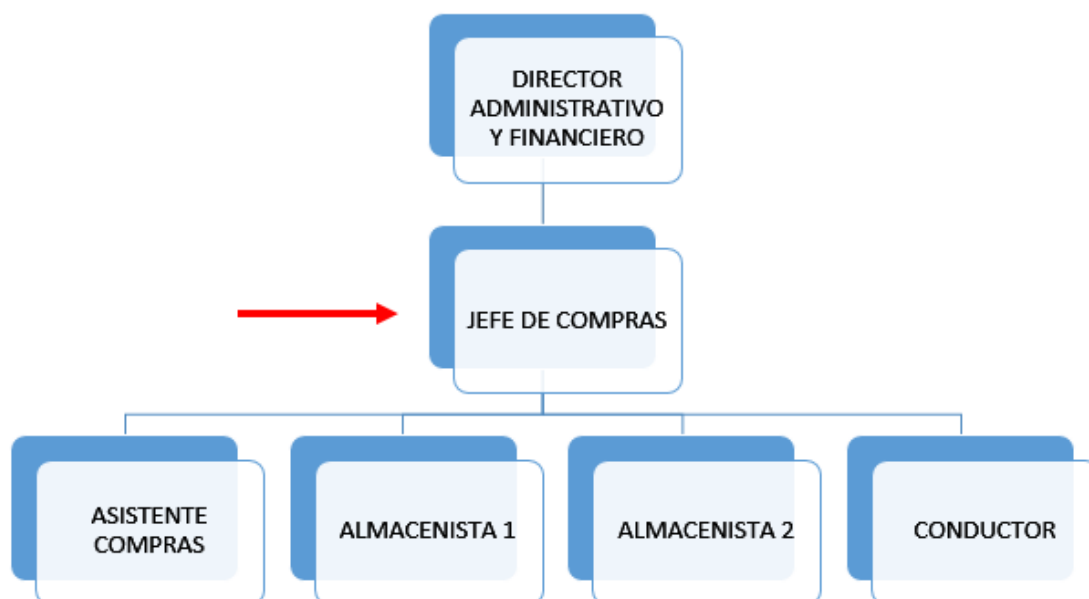 DIRECTOR
ADMINISTRATIVO
Y FINANCIERO
JEFE DE COMPRAS
ASISTENTE
COMPRAS
ALMACENISTA 1
ALMACENISTA 2
CONDUCTOR